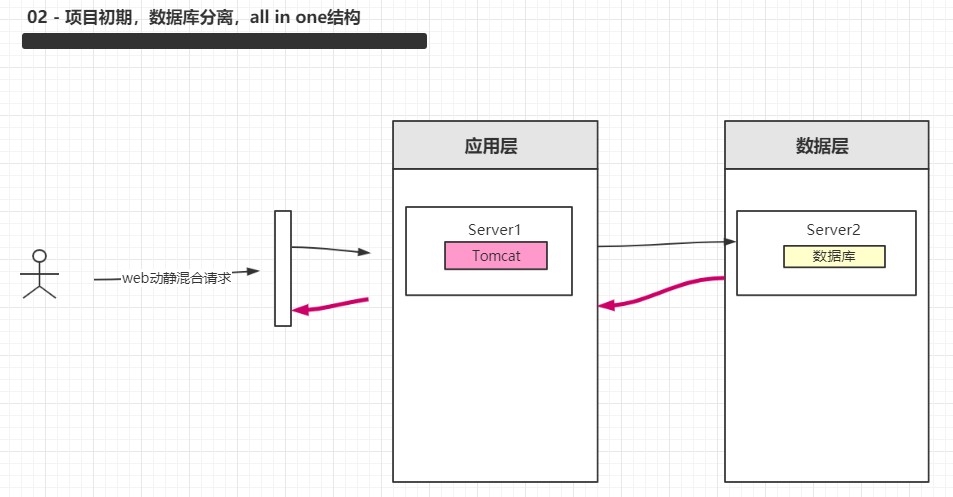 02 - 项目初期，数据库分离，all in one结构
应用层
数据层
Server1
Tomcat
Server2
数据库
web动静混合请求